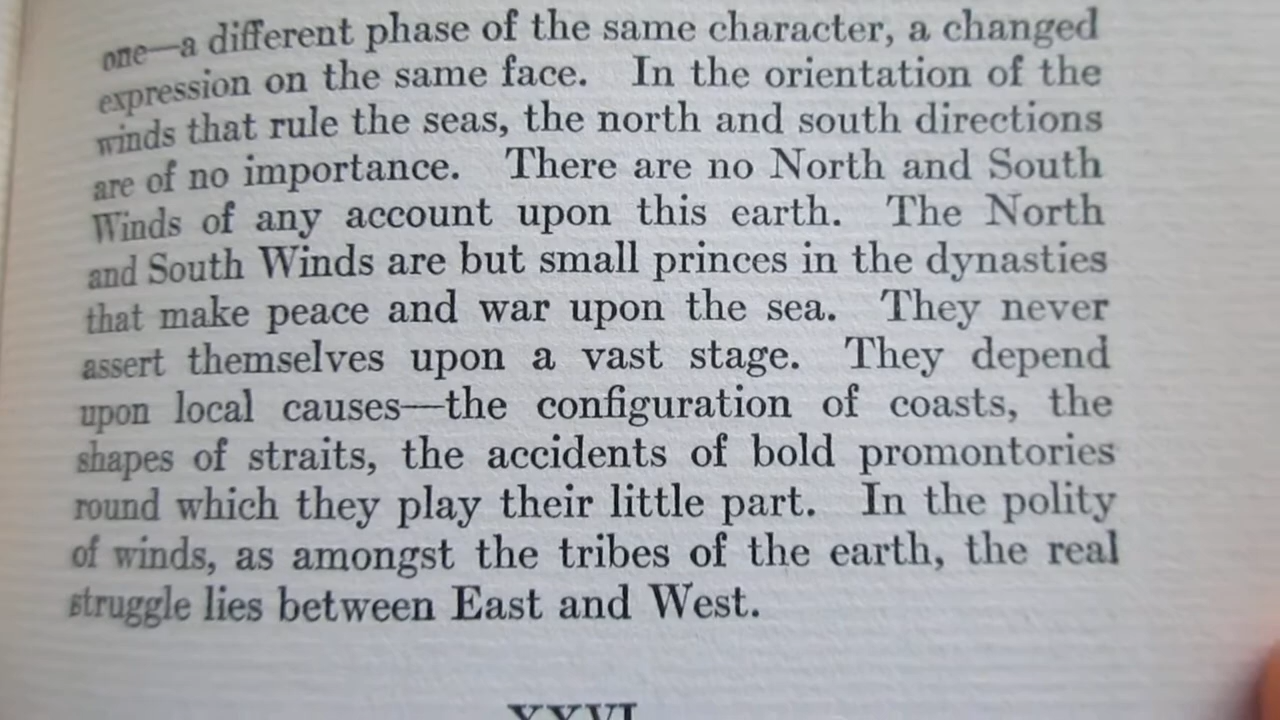 one—a different phase of the same character, a changed
expression on the same face. In the orientation of the
winds that rule the seas, the north and south directions
are of no importance. There are no North and South
Winds of any account upon this earth. The North
and South Winds are but small princes in the dynasties
that make peace and war upon the sea. They never
assert themselves upon a vast stage. They depend
upon local causes—the configuration of coasts, the
shapes of straits, the accidents of bold promontories
round which they play their little part. In the polity
of winds, as amongst the tribes of the earth, the real
struggle lies between East and West.
XXVI